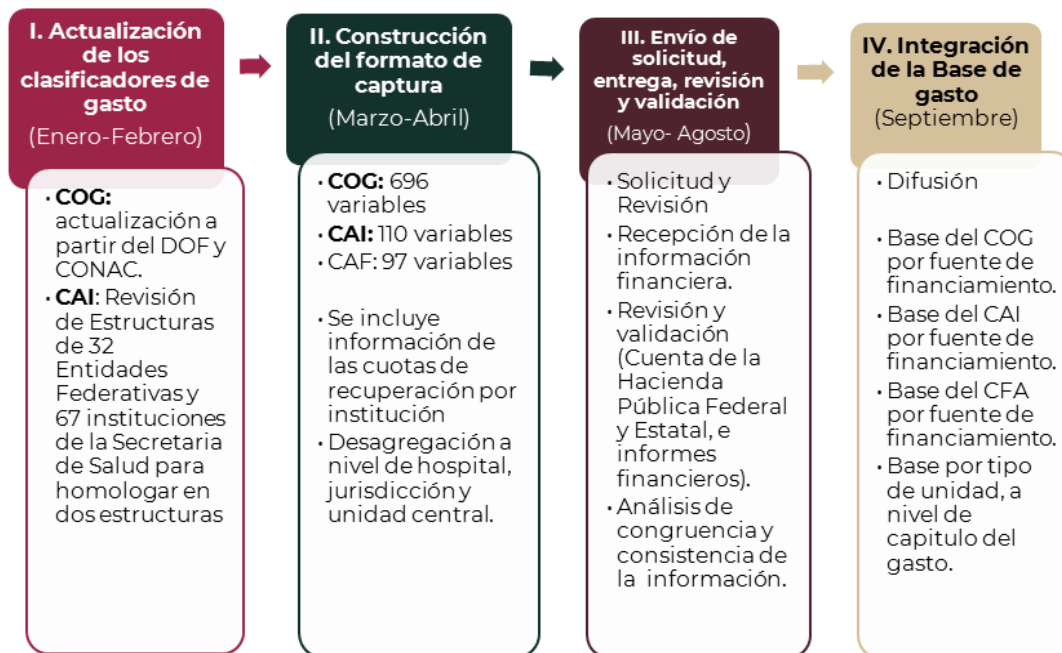 I. Actualización
de los
clasificadores de
gasto
(Enero-Febrero)
· COG:
actualización a
partir del DOF y
CONAC.
· CAI: Revisión
de Estructuras
de 32
Entidades
Federativas y
67 instituciones
de la Secretaria
de Salud para
homologar en
dos estructuras
II. Construcción
del formato de
captura
(Marzo-Abril)
· COG: 696
variables
· CAI: 110 variables
· CAF: 97 variables
· Se incluye
información de
las cuotas de
recuperación por
institución
· Desagregación a
nivel de hospital,
jurisdicción y
unidad central.
III. Envío de
solicitud,
entrega, revisión
y validación
(Mayo- Agosto)
· Solicitud y
Revisión
· Recepción de la
información
financiera.
· Revisión y
validación
(Cuenta de la
Hacienda
Pública Federal
y Estatal, e
informes
financieros).
· Análisis de
congruencia y
consistencia de
la información.
IV. Integración
de la Base de
gasto
(Septiembre)
· Difusión
· Base del COG
por fuente de
financiamiento.
· Base del CAI
por fuente de
financiamiento.
· Base del CFA
por fuente de
financiamiento.
· Base por tipo
de unidad, a
nivel de
capitulo del
gasto.